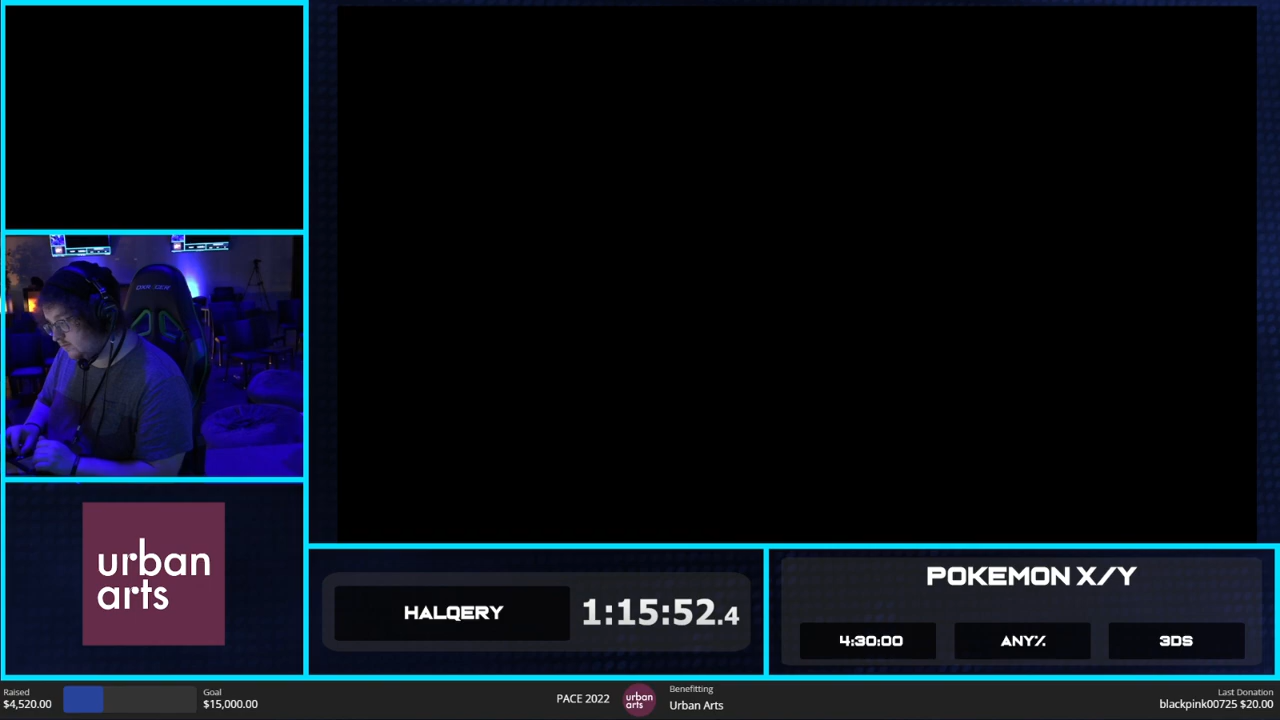 urban
arts
HALQERY
1:15:52.4
POKEMON X/Y
4:30:00
ANY%
3DS
Raised
$4,520.00
Goal
$15,000.00
PACE 2022
urban
arts
Benefitting
Urban Arts
Last Donation
blackpink00725 $20.00